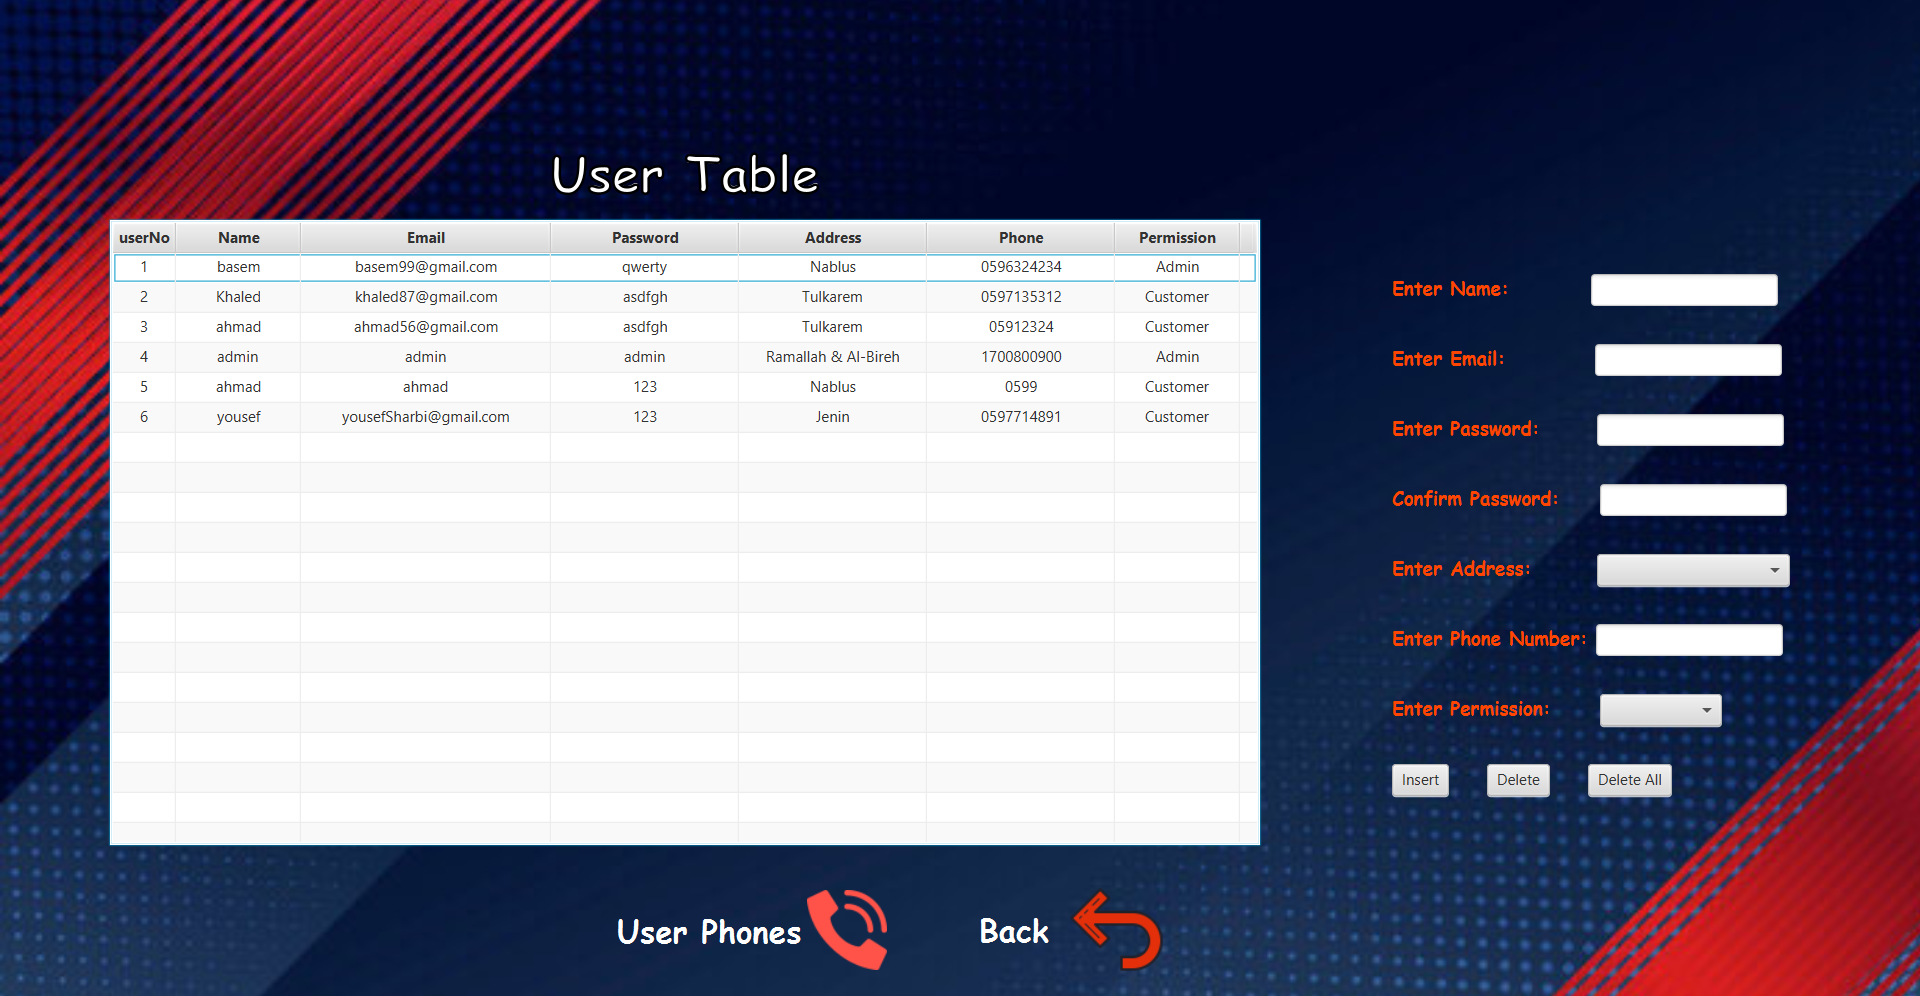 User Table
userNo Name Email Password Address Phone Permission
1 basem basem99@gmail.com qwerty Nablus 0596324234 Admin
2 Khaled khaled87@gmail.com asdfgh Tulkarem 0597135312 Customer
3 ahmad ahmad56@gmail.com asdfgh Tulkarem 05912324 Customer
4 admin admin admin Ramallah & Al-Bireh 1700800900 Admin
5 ahmad ahmad 123 Nablus 0599 Customer
6 yousef yousefSharbi@gmail.com 123 Jenin 0597714891 Customer
Enter Name:
Enter Email:
Enter Password:
Confirm Password:
Enter Address:
Enter Phone Number:
Enter Permission:
Insert Delete Delete All
User Phones Back